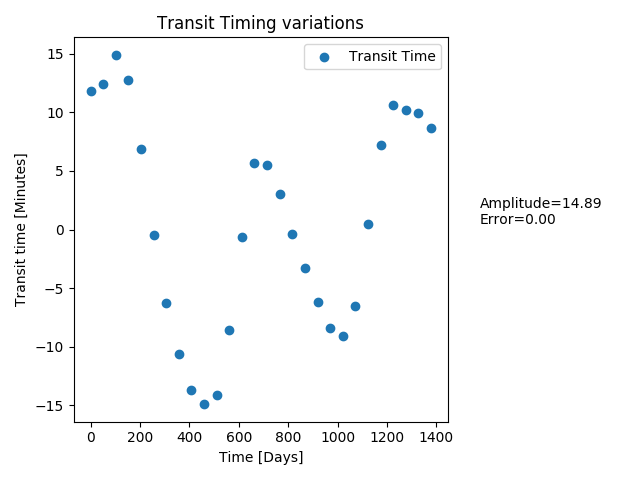 Transit Timing variations
Transit Time
15
10
5
0
−5
−10
−15
Transit time [Minutes]
0 200 400 600 800 1000 1200 1400
Time [Days]
Amplitude=14.89
Error=0.00